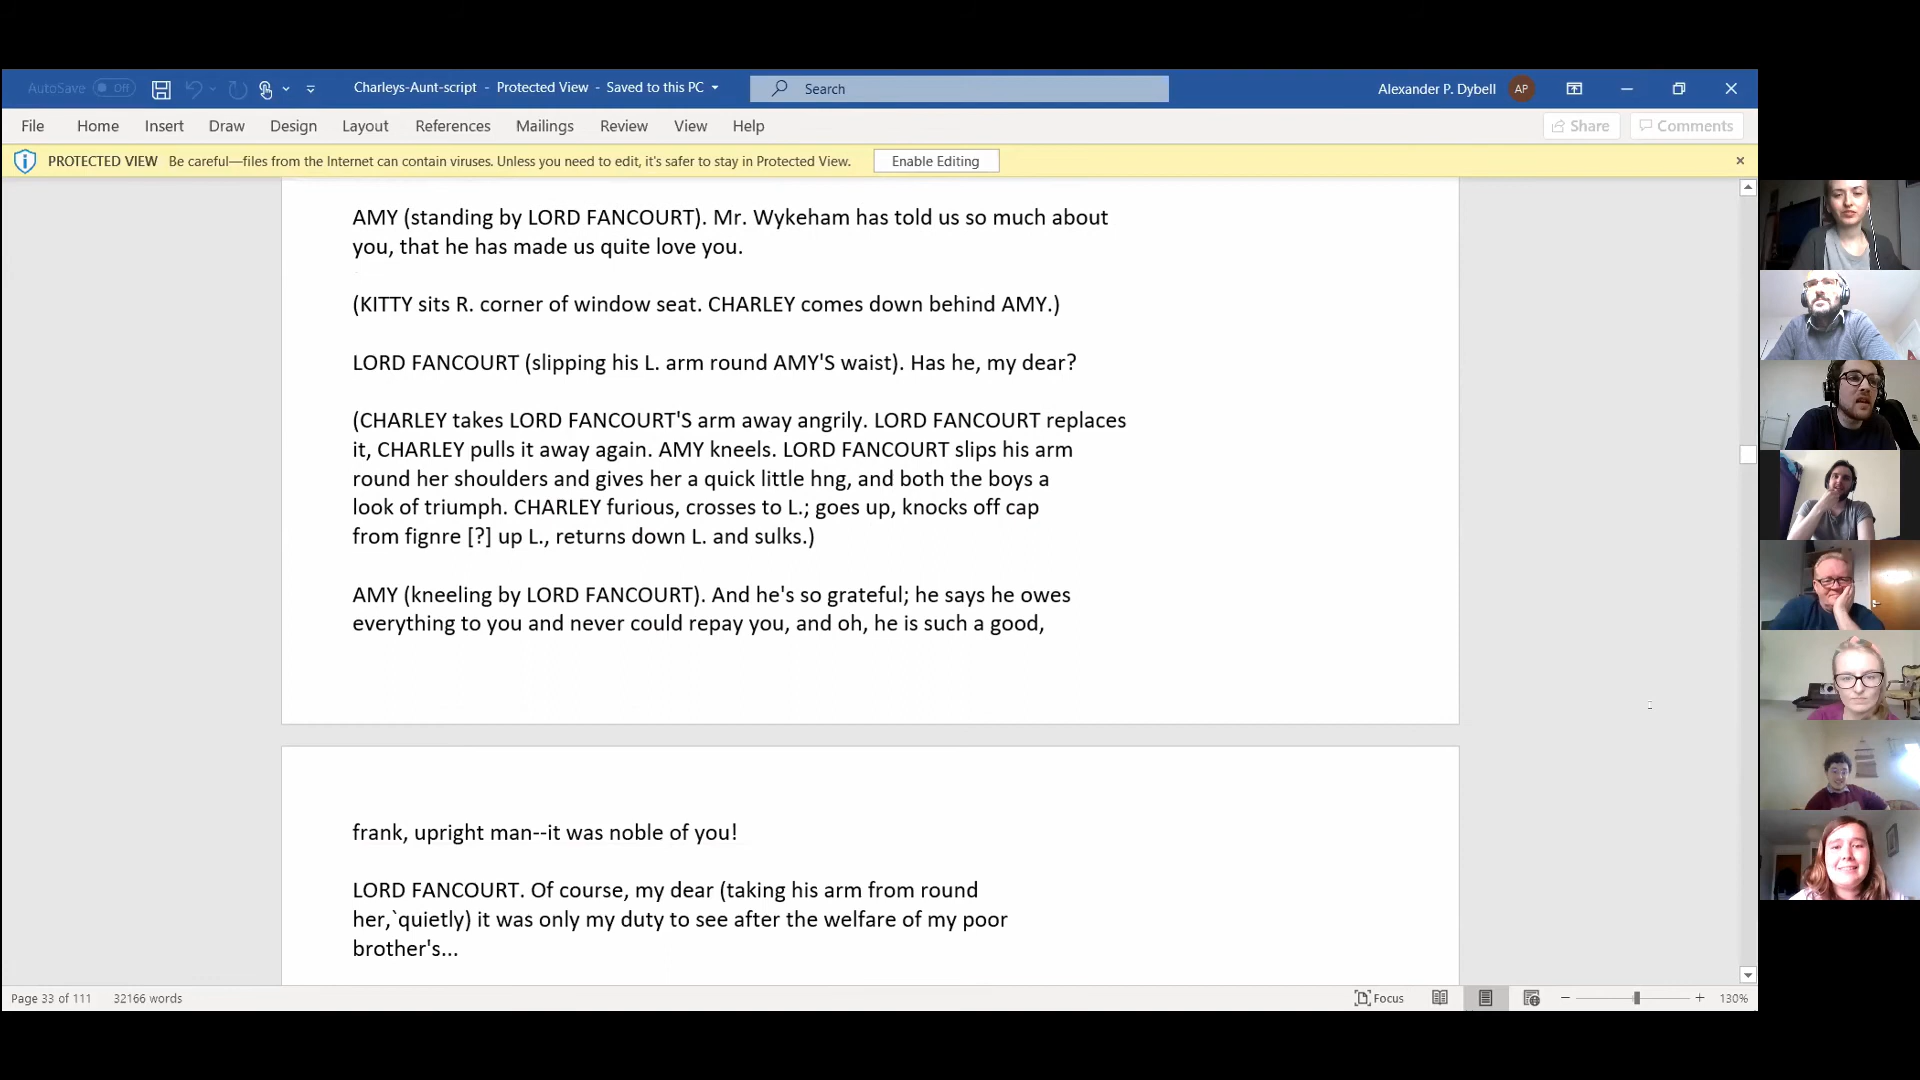 AutoSave Off Charleys-Aunt-script - Protected View - Saved to this PC Search Alexander P. Dybell AP
File Home Insert Draw Design Layout References Mailings Review View Help Share Comments
PROTECTED VIEW Be careful—files from the Internet can contain viruses. Unless you need to edit, it's safer to stay in Protected View. Enable Editing
AMY (standing by LORD FANCOURT). Mr. Wykeham has told us so much about
you, that he has made us quite love you.
(KITTY sits R. corner of window seat. CHARLEY comes down behind AMY.)
LORD FANCOURT (slipping his L. arm round AMY'S waist). Has he, my dear?
(CHARLEY takes LORD FANCOURT'S arm away angrily. LORD FANCOURT replaces
it, CHARLEY pulls it away again. AMY kneels. LORD FANCOURT slips his arm
round her shoulders and gives her a quick little hng, and both the boys a
look of triumph. CHARLEY furious, crosses to L.; goes up, knocks off cap
from fignre [?] up L., returns down L. and sulks.)
AMY (kneeling by LORD FANCOURT). And he's so grateful; he says he owes
everything to you and never could repay you, and oh, he is such a good,
frank, upright man--it was noble of you!
LORD FANCOURT. Of course, my dear (taking his arm from round
her,`quietly) it was only my duty to see after the welfare of my poor
brother's...
Page 33 of 111 32166 words Focus 130%